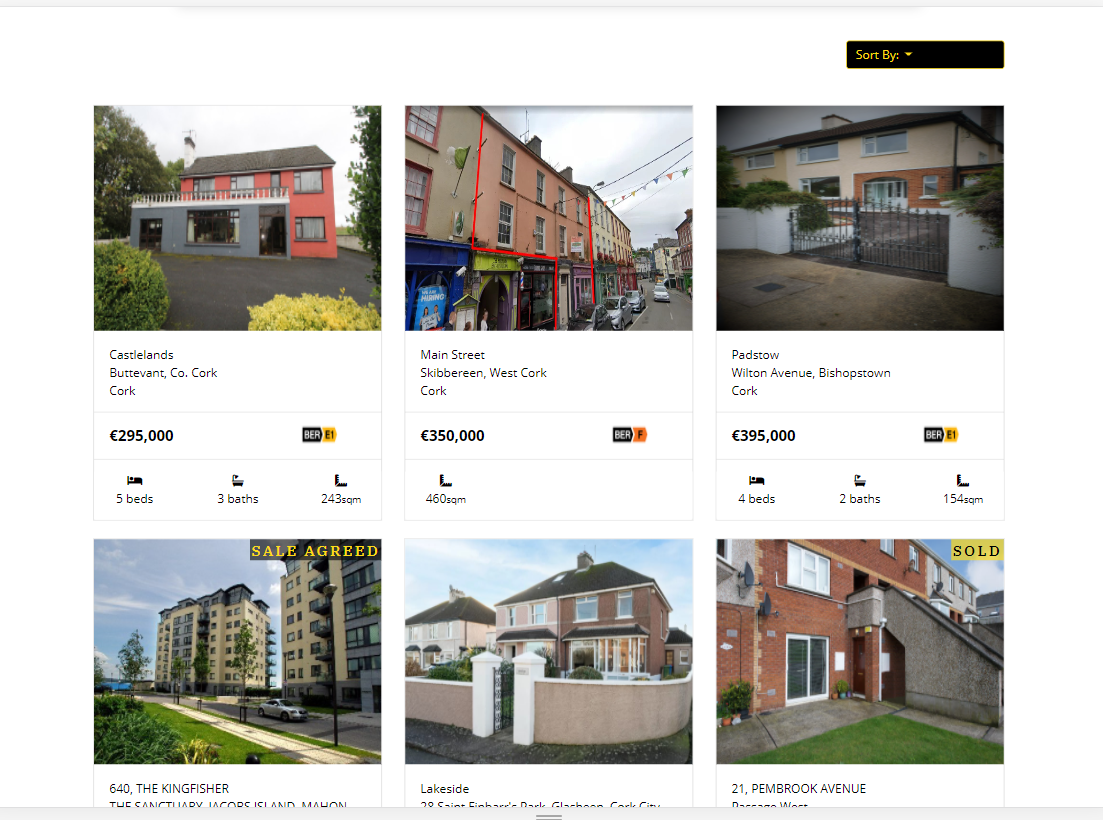 Sort By:
Castlelands
Buttevant, Co. Cork
Cork
€295,000
BER E1
5 beds
3 baths
243sqm
WE ARE
HIRING!
Main Street
Skibbereen, West Cork
Cork
€350,000
BER F
460sqm
Padstow
Wilton Avenue, Bishopstown
Cork
€395,000
BER E1
4 beds
2 baths
154sqm
SALE AGREED
640, THE KINGFISHER
THE SANCTUARY, JACOBS ISLAND, MAHON,
Lakeside
28 Saint Finbarr's Park, Glasheen, Cork City
SOLD
21, PEMBROOK AVENUE
Passage West